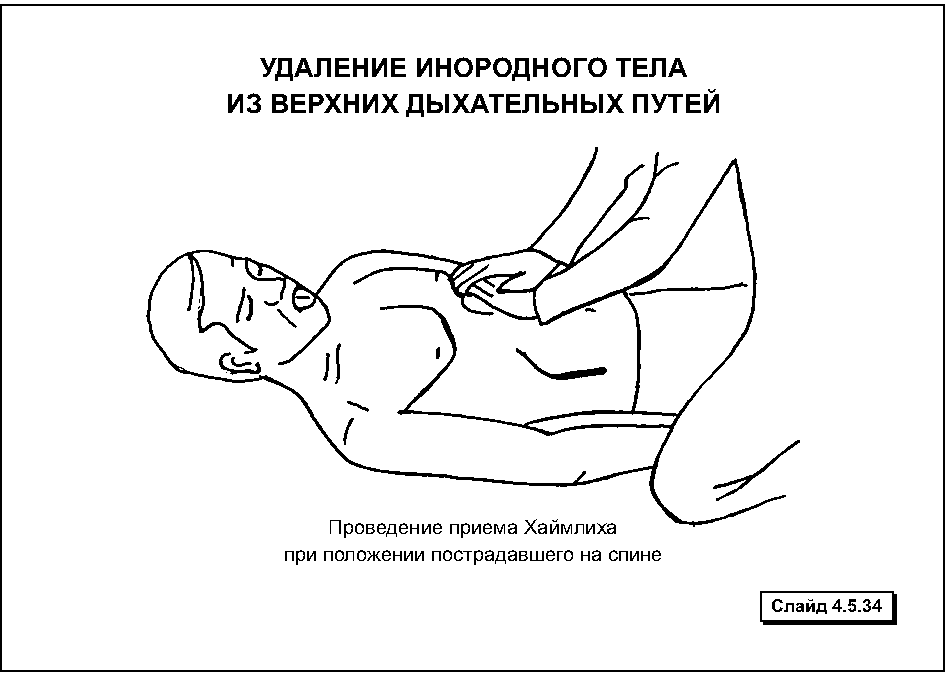 УДАЛЕНИЕ ИНОРОДНОГО ТЕЛА
ИЗ ВЕРХНИХ ДЫХАТЕЛЬНЫХ ПУТЕЙ
Проведение приема Хаймлиха
при положении пострадавшего на спине
Слайд 4.5.34